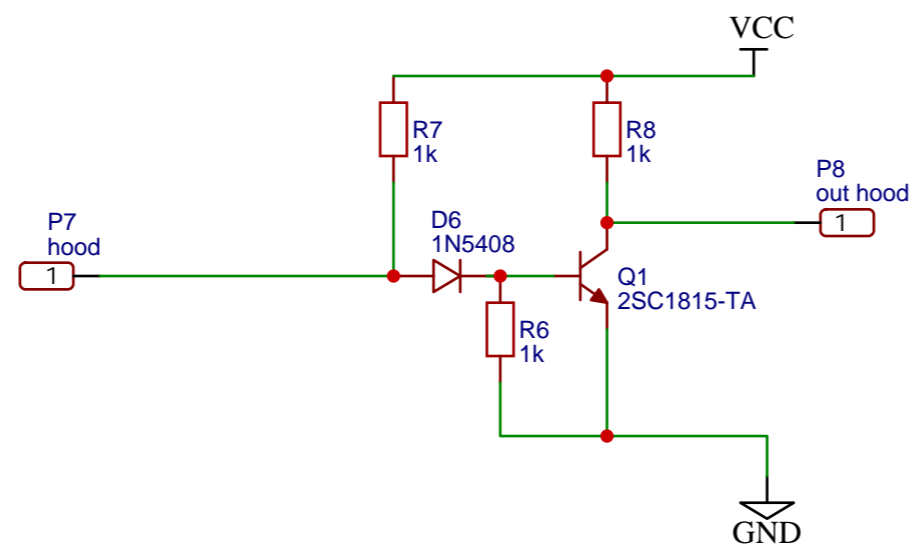 VCC
R7
1k
R8
1k
P8
out hood
1
P7
hood
1
D6
1N5408
Q1
2SC1815-TA
R6
1k
GND